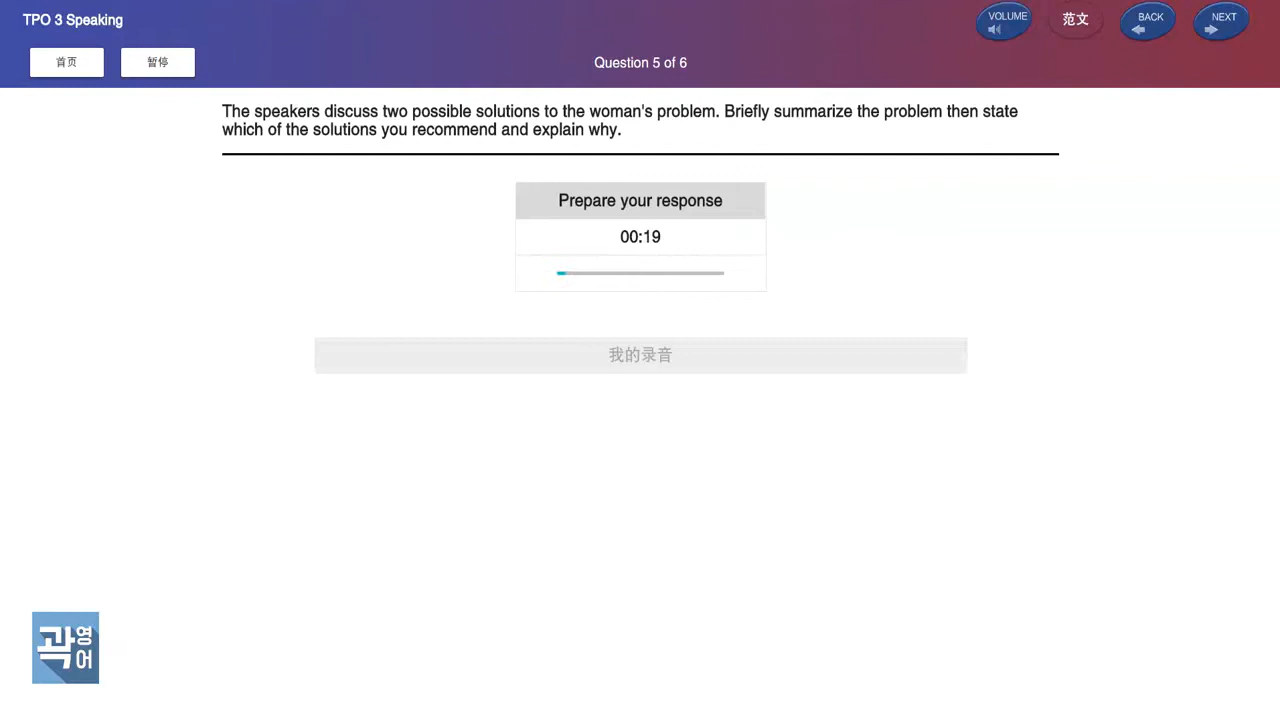 TPO 3 Speaking
VOLUME
范文
BACK
NEXT
首页
暂停
Question 5 of 6
The speakers discuss two possible solutions to the woman's problem. Briefly summarize the problem then state
which of the solutions you recommend and explain why.
Prepare your response
00:19
我的录音
곽영어